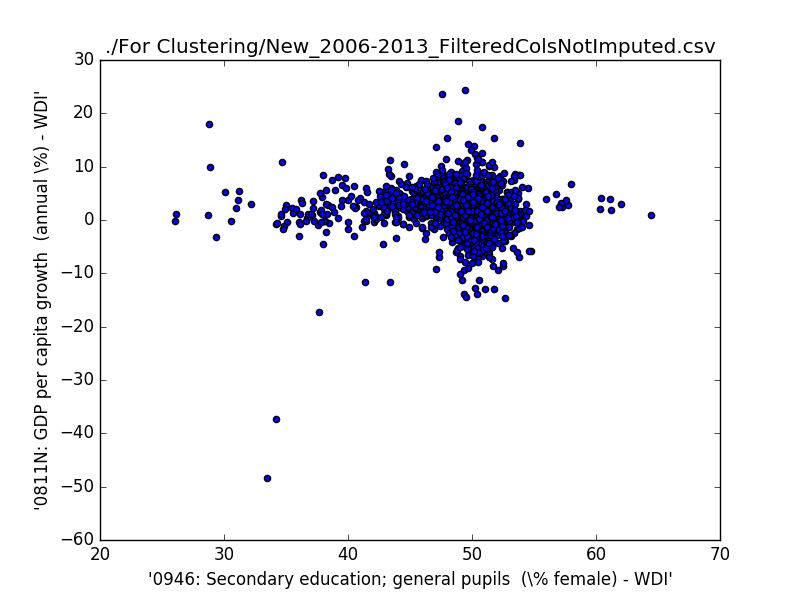 ./For Clustering/New_2006-2013_FilteredColsNotImputed.csv
30
20
10
0
−10
−20
−30
−40
−50
−60
20 30 40 50 60 70
'0811N: GDP per capita growth  (annual \%) - WDI'
'0946: Secondary education; general pupils  (\% female) - WDI'